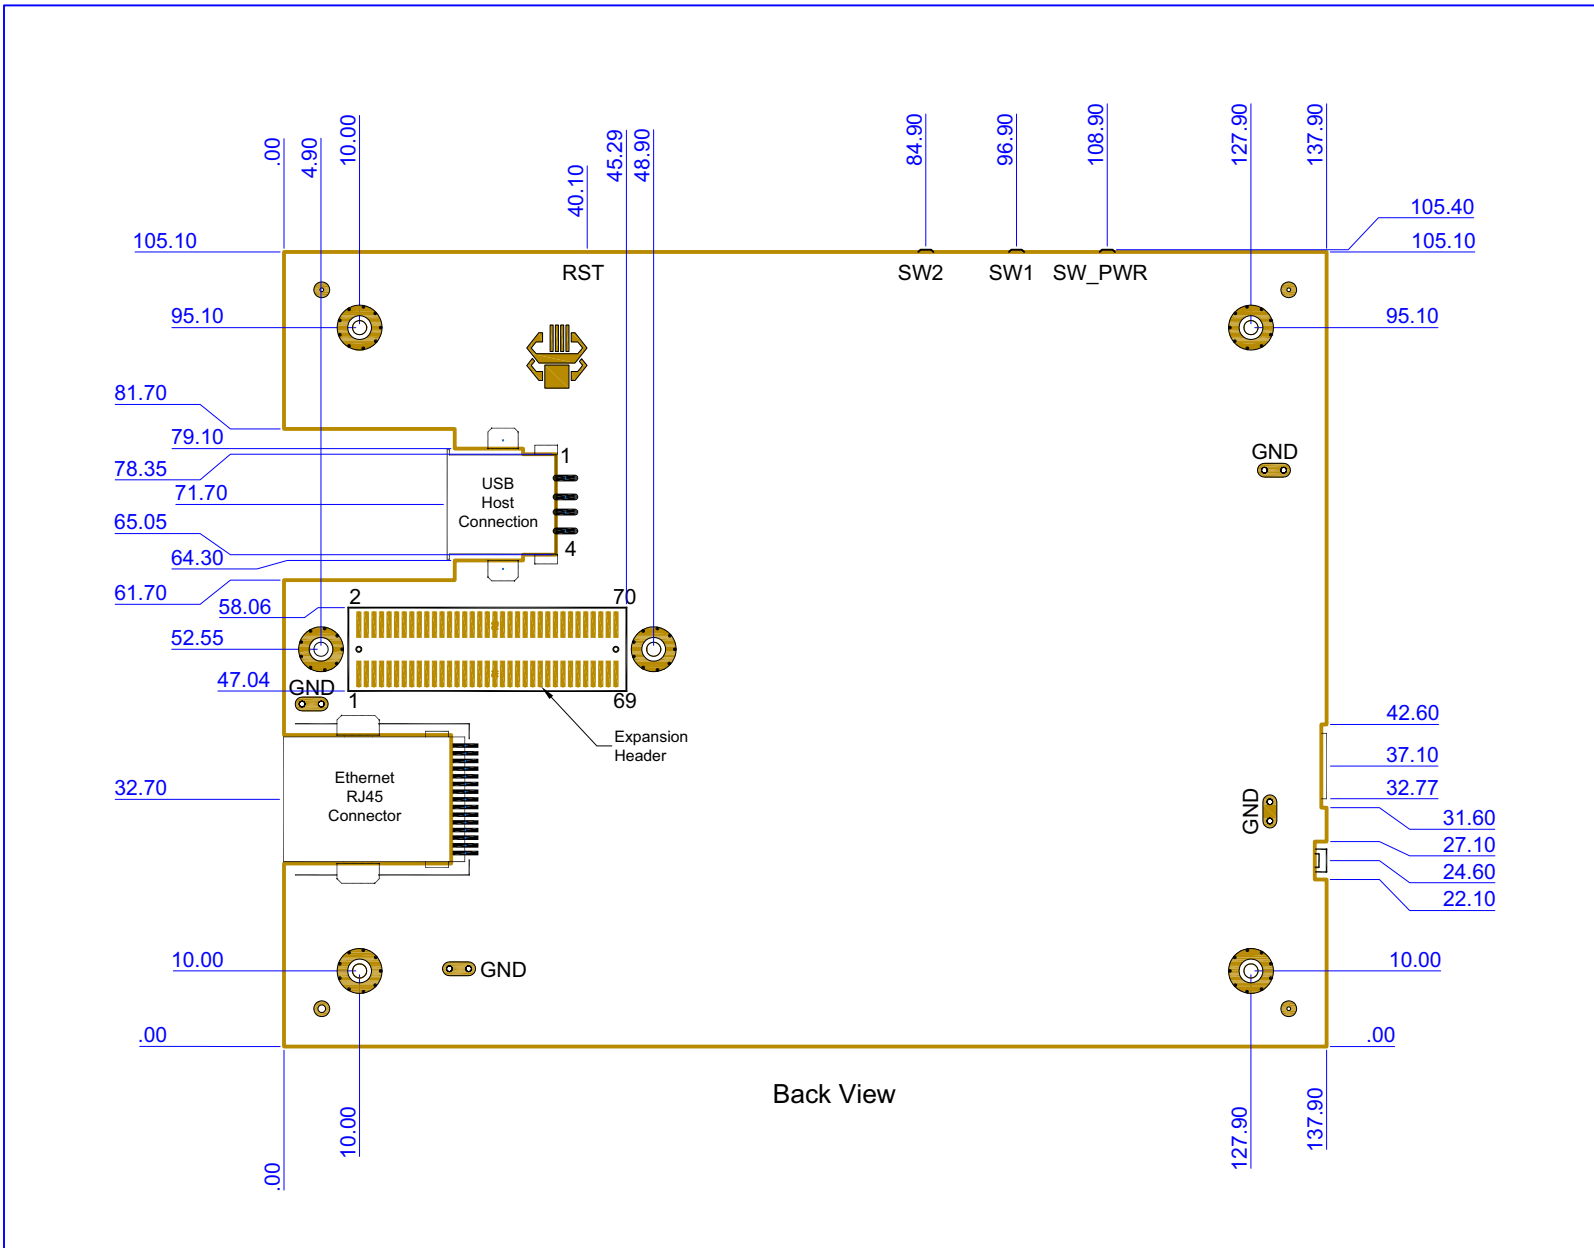 .00
4.90
10.00
40.10
45.29
48.90
84.90
96.90
108.90
127.90
137.90
105.40
105.10
105.10
RST
SW2
SW1
SW_PWR
95.10
95.10
81.70
79.10
78.35
71.70
65.05
64.30
61.70
1
USB
Host
Connection
4
GND
58.06
2
70
52.55
47.04
GND
1
69
Expansion
Header
42.60
37.10
32.77
31.60
27.10
24.60
22.10
32.70
Ethernet
RJ45
Connector
GND
10.00
GND
10.00
.00
.00
Back View
.00
10.00
127.90
137.90